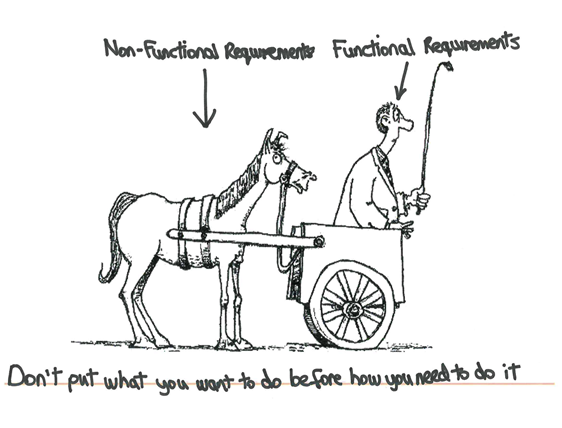 Non-Functional Requirements Functional Requirements
Don't put what you want to do before how you need to do it